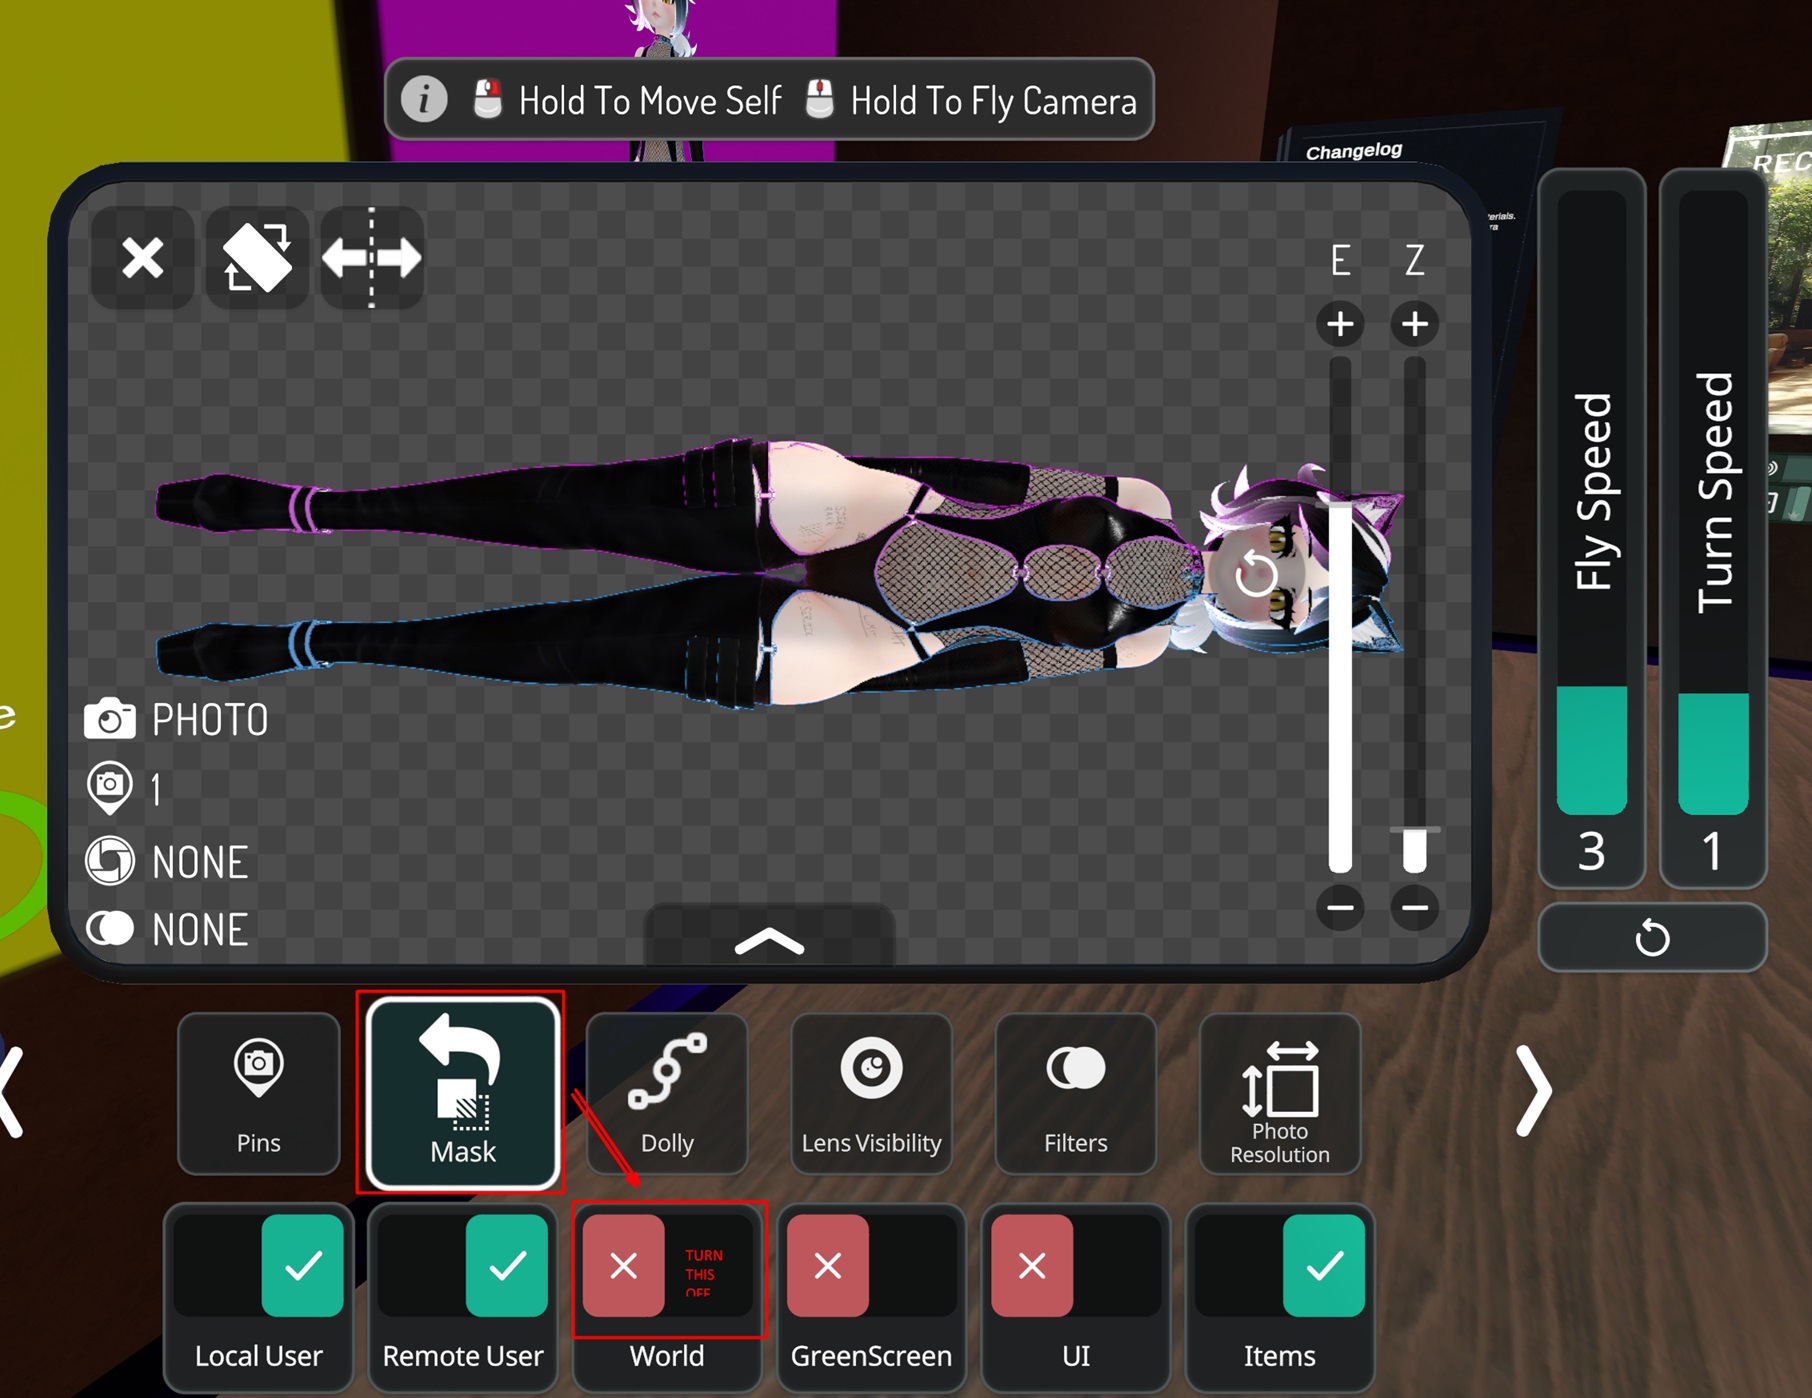 Hold To Move Self
Hold To Fly Camera
Changelog
REC
erials.
ra
E
Z
Fly Speed
Turn Speed
PHOTO
1
NONE
NONE
3
1
e
Pins
Mask
Dolly
Lens Visibility
Filters
Photo
Resolution
TURN
THIS
OFF
Local User
Remote User
World
GreenScreen
UI
Items